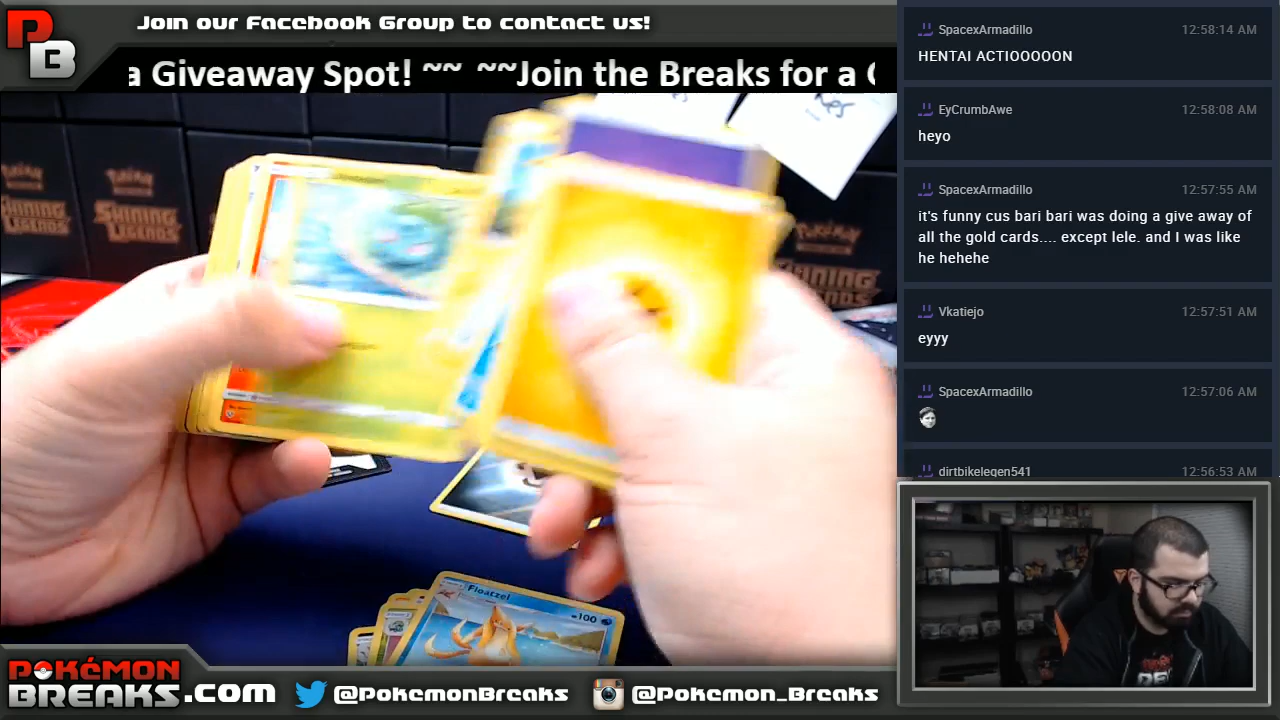 Join our Facebook Group to contact us!
PB
a Giveaway Spot! ~~ ~~Join the Breaks for a
POKéMON
SHINING
LEGENDS
POKéMON
SHINING
LEGENDS
Floatzel
100
SpacexArmadillo 12:58:14 AM
HENTAI ACTIOOOOON
EyCrumbAwe 12:58:08 AM
heyo
SpacexArmadillo 12:57:55 AM
it's funny cus bari bari was doing a give away of
all the gold cards.... except lele. and I was like
he hehehe
Vkatiejo 12:57:51 AM
eyyy
SpacexArmadillo 12:57:06 AM
dirtbikelegen541 12:56:53 AM
POKéMON
BREAKS.com
@PokemonBreaks
@Pokemon_Breaks